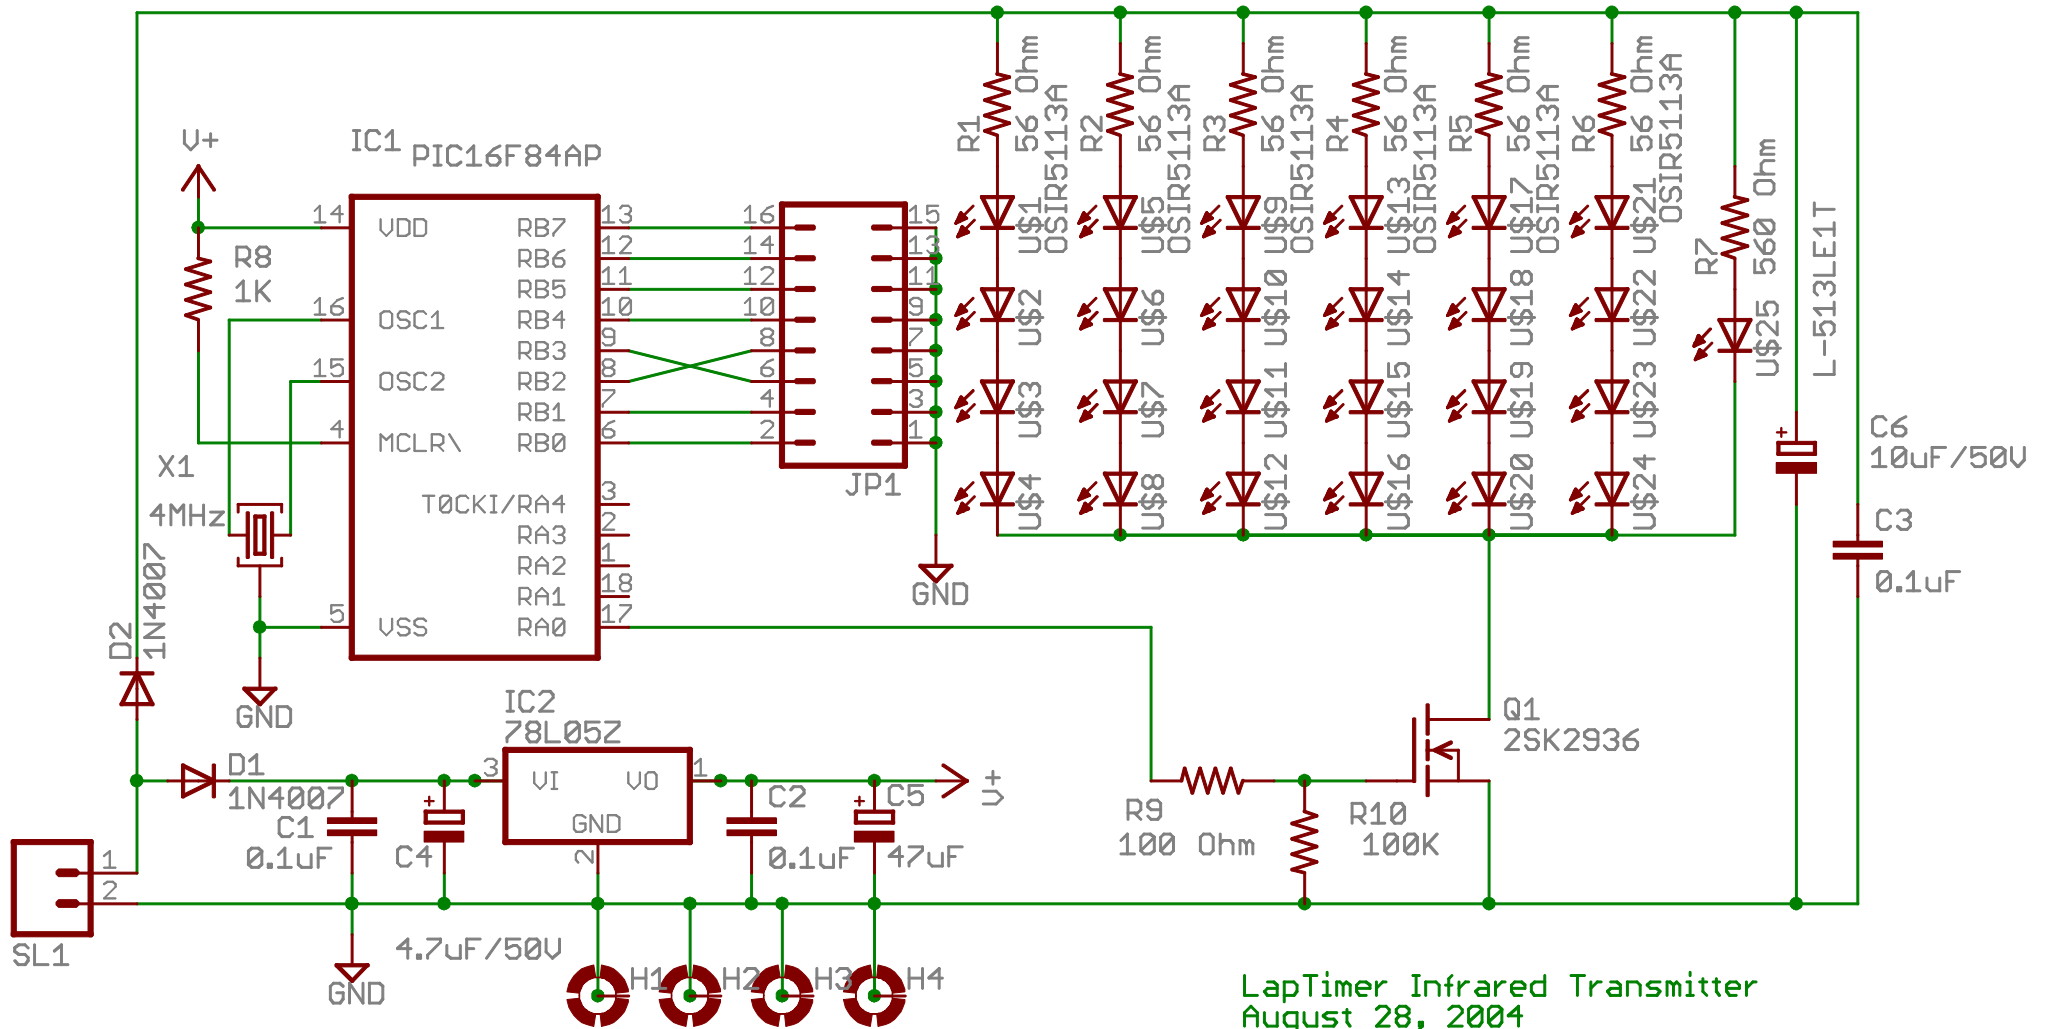 V+
IC1
PIC16F84AP
14
VDD
16
OSC1
15
OSC2
4
MCLR\
5
VSS
RB7
13
RB6
12
RB5
11
RB4
10
RB3
9
RB2
8
RB1
7
RB0
6
T0CKI/RA4
3
RA3
2
RA2
1
RA1
18
RA0
17
R8
1K
X1
4MHz
GND
16
14
12
10
8
6
4
2
15
13
11
9
7
5
3
1
JP1
GND
R1
56 Ohm
OSIR5113A
U$1
U$2
U$3
U$4
R2
56 Ohm
OSIR5113A
U$5
U$6
U$7
U$8
R3
56 Ohm
OSIR5113A
U$9
U$10
U$11
U$12
R4
56 Ohm
OSIR5113A
U$13
U$14
U$15
U$16
R5
56 Ohm
OSIR5113A
U$17
U$18
U$19
U$20
R6
56 Ohm
OSIR5113A
U$21
U$22
U$23
U$24
R7
560 Ohm
U$25
L-513LE1T
C6
10uF/50V
C3
0.1uF
D2
1N4007
D1
1N4007
C1
0.1uF
C4
4.7uF/50V
IC2
78L05Z
3
VI
VO
1
GND
2
C2
0.1uF
C5
47uF
V+
R9
100 Ohm
R10
100K
Q1
2SK2936
1
2
SL1
GND
H1
H2
H3
H4
LapTimer Infrared Transmitter
August 28, 2004